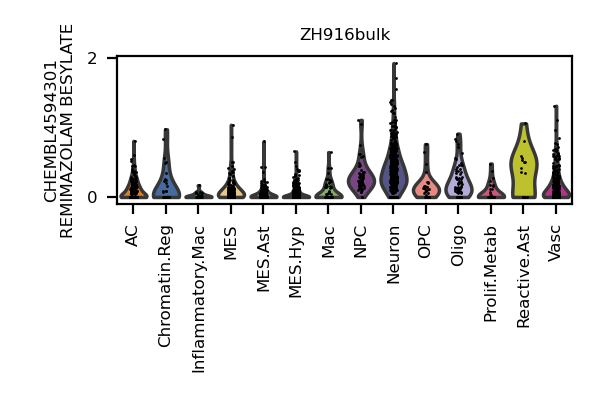 ZH916bulk
CHEMBL4594301
REMIMAZOLAM BESYLATE
2
0
AC
Chromatin.Reg
Inflammatory.Mac
MES
MES.Ast
MES.Hyp
Mac
NPC
Neuron
OPC
Oligo
Prolif.Metab
Reactive.Ast
Vasc